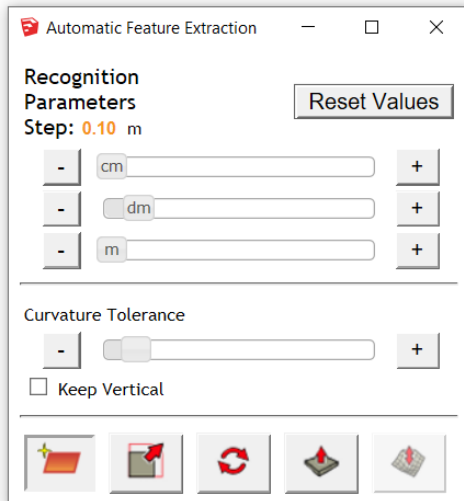 Automatic Feature Extraction
Recognition
Parameters
Reset Values
Step: 0.10 m
- cm +
- dm +
- m +
Curvature Tolerance
- +
Keep Vertical